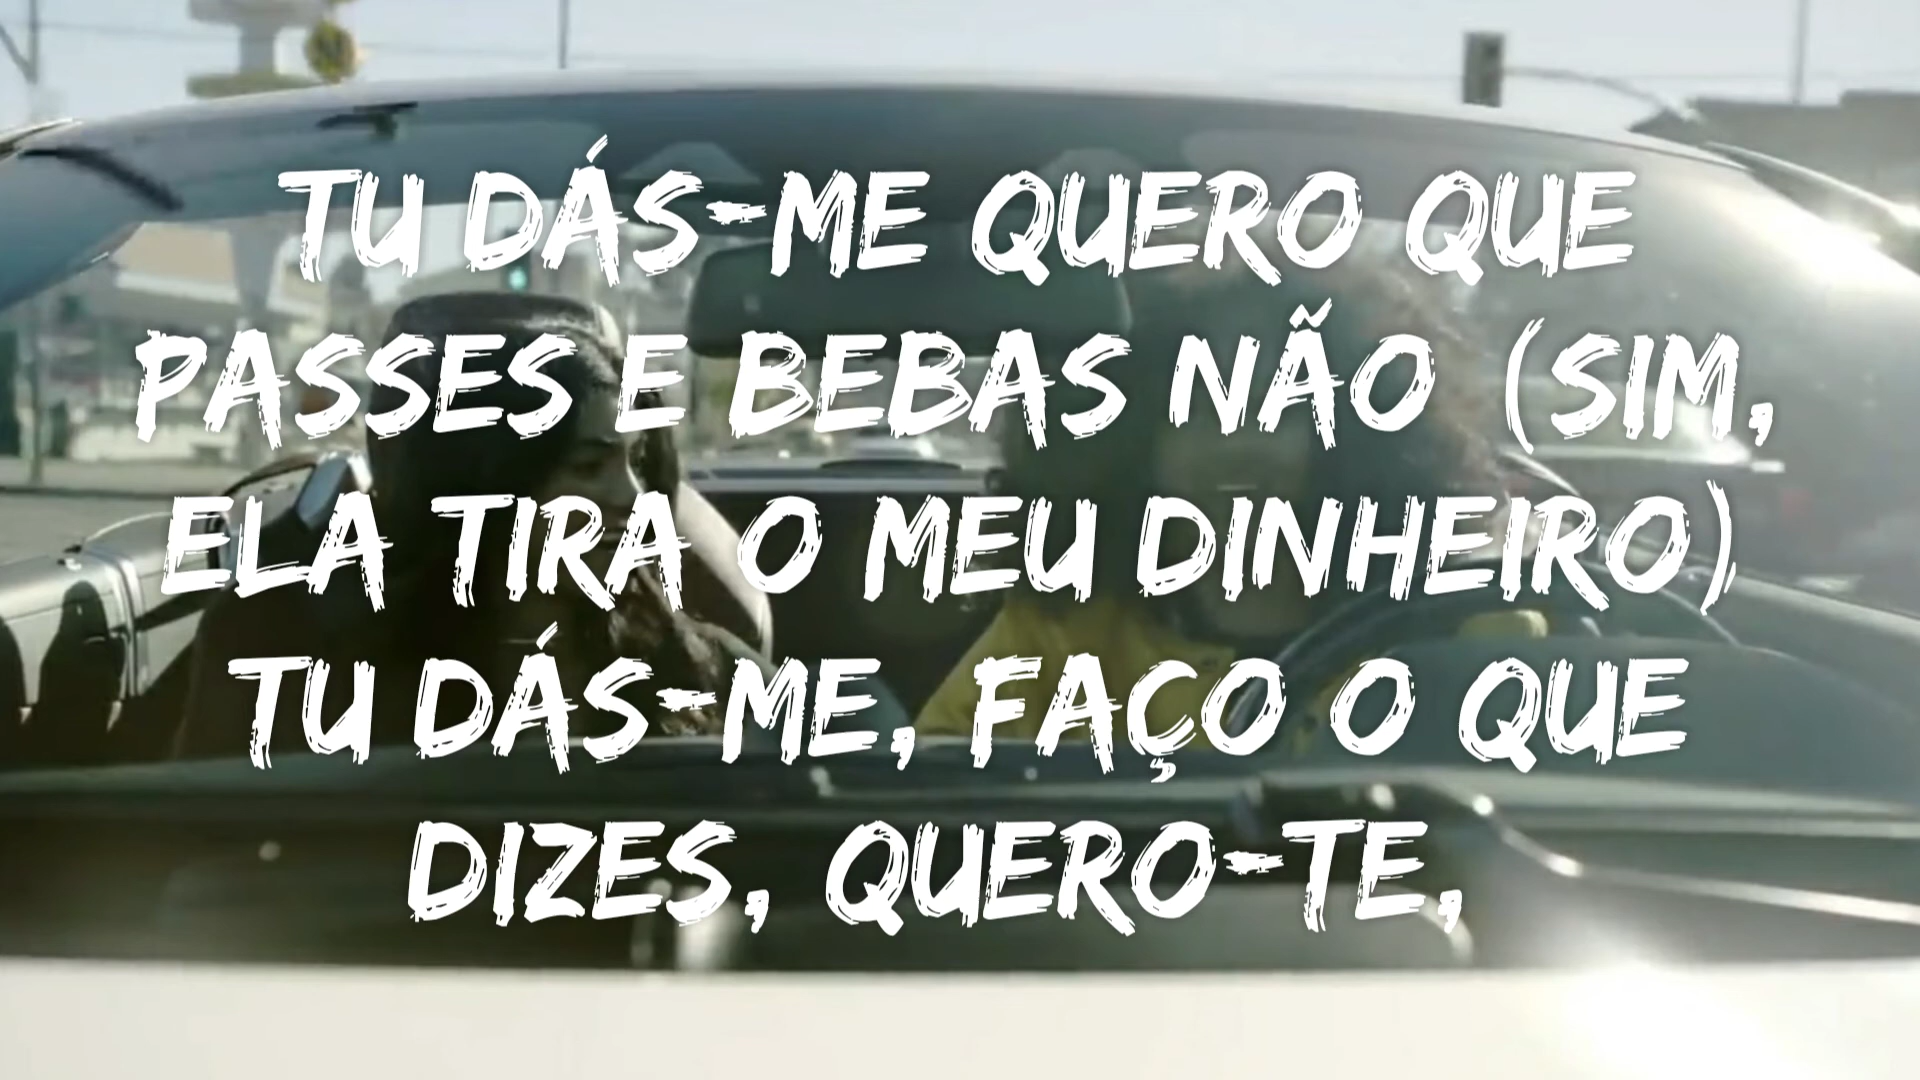 TU DÁS-ME QUERO QUE
PASSES E BEBAS NÃO (SIM,
ELA TIRA O MEU DINHEIRO)
TU DÁS-ME, FAÇO O QUE
DIZES, QUERO-TE,